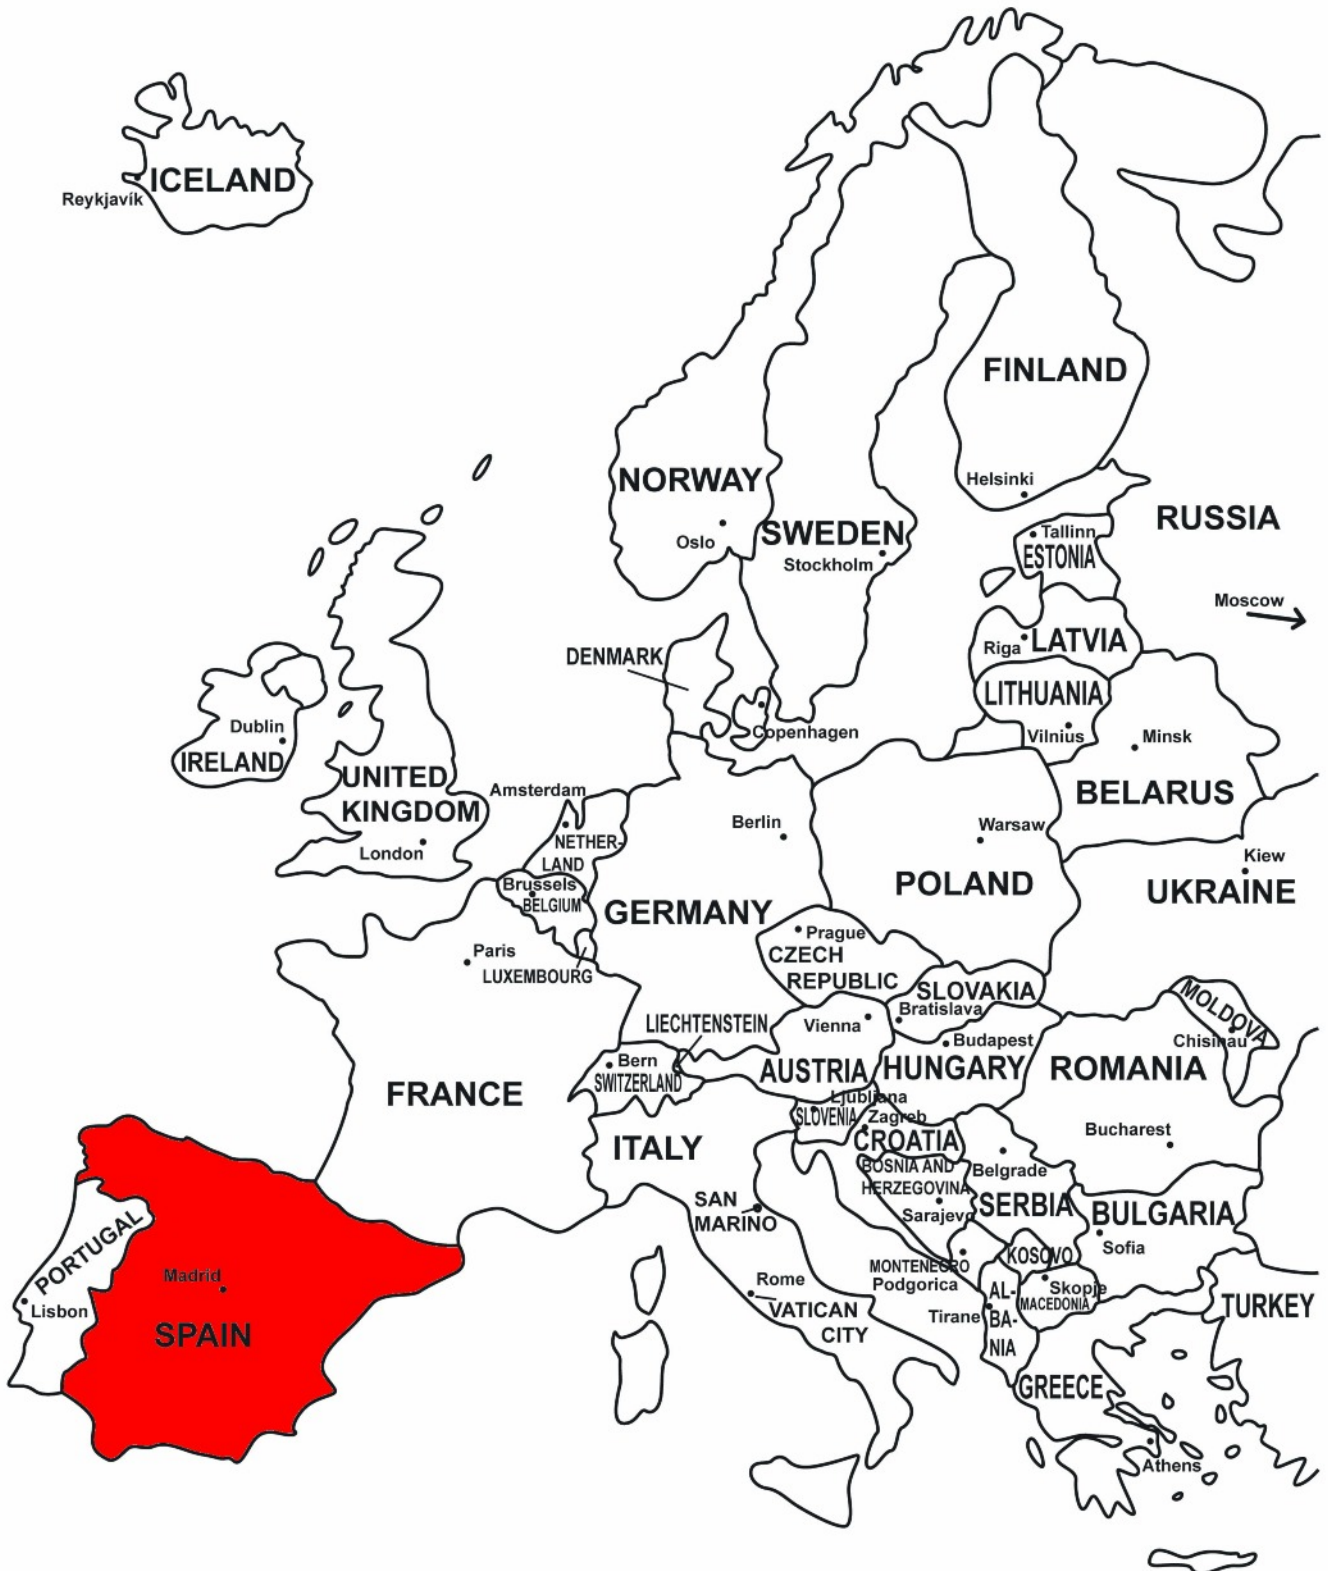 ICELAND
Reykjavík
FINLAND
Helsinki
NORWAY
Oslo
SWEDEN
Stockholm
RUSSIA
Tallinn
ESTONIA
Moscow
Riga
LATVIA
DENMARK
LITHUANIA
Vilnius
Copenhagen
Minsk
BELARUS
Dublin
IRELAND
UNITED
KINGDOM
London
Amsterdam
NETHER-
LAND
Berlin
Warsaw
POLAND
Kiew
UKRAINE
Brussels
BELGIUM
GERMANY
Paris
LUXEMBOURG
Prague
CZECH
REPUBLIC
SLOVAKIA
Bratislava
MOLDOVA
Chisinau
LIECHTENSTEIN
Vienna
Budapest
Bern
SWITZERLAND
AUSTRIA
HUNGARY
ROMANIA
FRANCE
Ljubljana
SLOVENIA
Zagreb
CROATIA
Bucharest
ITALY
BOSNIA AND
HERZEGOVINA
Sarajevo
Belgrade
SERBIA
BULGARIA
Sofia
SAN
MARINO
PORTUGAL
Lisbon
Madrid
SPAIN
KOSOVO
MONTENEGRO
Podgorica
Skopje
MACEDONIA
Rome
VATICAN
CITY
Tirane
AL-
BA-
NIA
TURKEY
GREECE
Athens